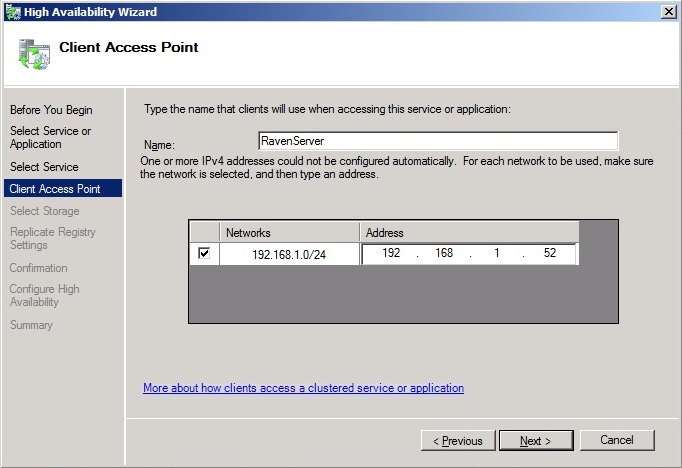 High Availability Wizard
Client Access Point
Before You Begin
Select Service or
Application
Select Service
Client Access Point
Select Storage
Replicate Registry
Settings
Confirmation
Configure High
Availability
Summary
Type the name that clients will use when accessing this service or application:
Name: RavenServer
One or more IPv4 addresses could not be configured automatically. For each network to be used, make sure
the network is selected, and then type an address.
Networks Address
192.168.1.0/24 192 . 168 . 1 . 52
More about how clients access a clustered service or application
< Previous Next > Cancel